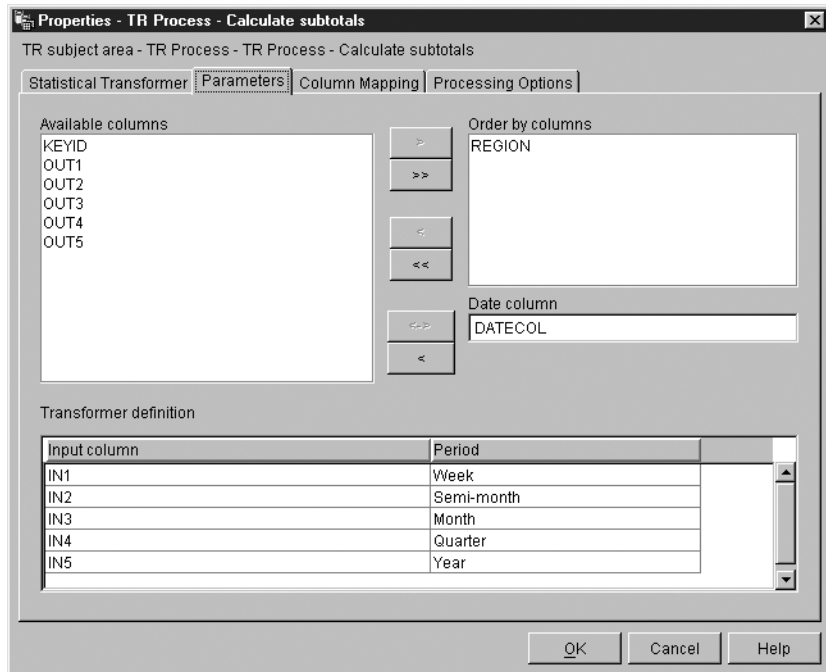 Properties - TR Process - Calculate subtotals
TR subject area - TR Process - TR Process - Calculate subtotals
Statistical Transformer Parameters Column Mapping Processing Options
Available columns
KEYID
OUT1
OUT2
OUT3
OUT4
OUT5
>
>>
<
<<
<->
<
Order by columns
REGION
Date column
DATECOL
Transformer definition
Input column Period
IN1 Week
IN2 Semi-month
IN3 Month
IN4 Quarter
IN5 Year
OK Cancel Help